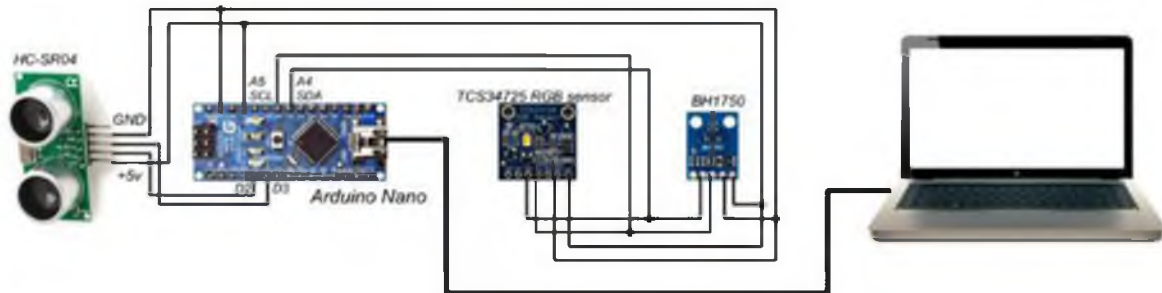 HC-SR04
GND
+5v
A5
SCL
A4
SDA
D2
D3
Arduino Nano
TCS34725 RGB sensor
BH1750